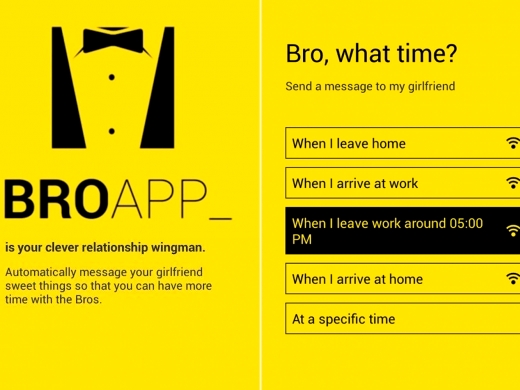 BROAPP_
is your clever relationship wingman.
Automatically message your girlfriend
sweet things so that you can have more
time with the Bros.
Bro, what time?
Send a message to my girlfriend
When I leave home
When I arrive at work
When I leave work around 05:00
PM
When I arrive at home
At a specific time